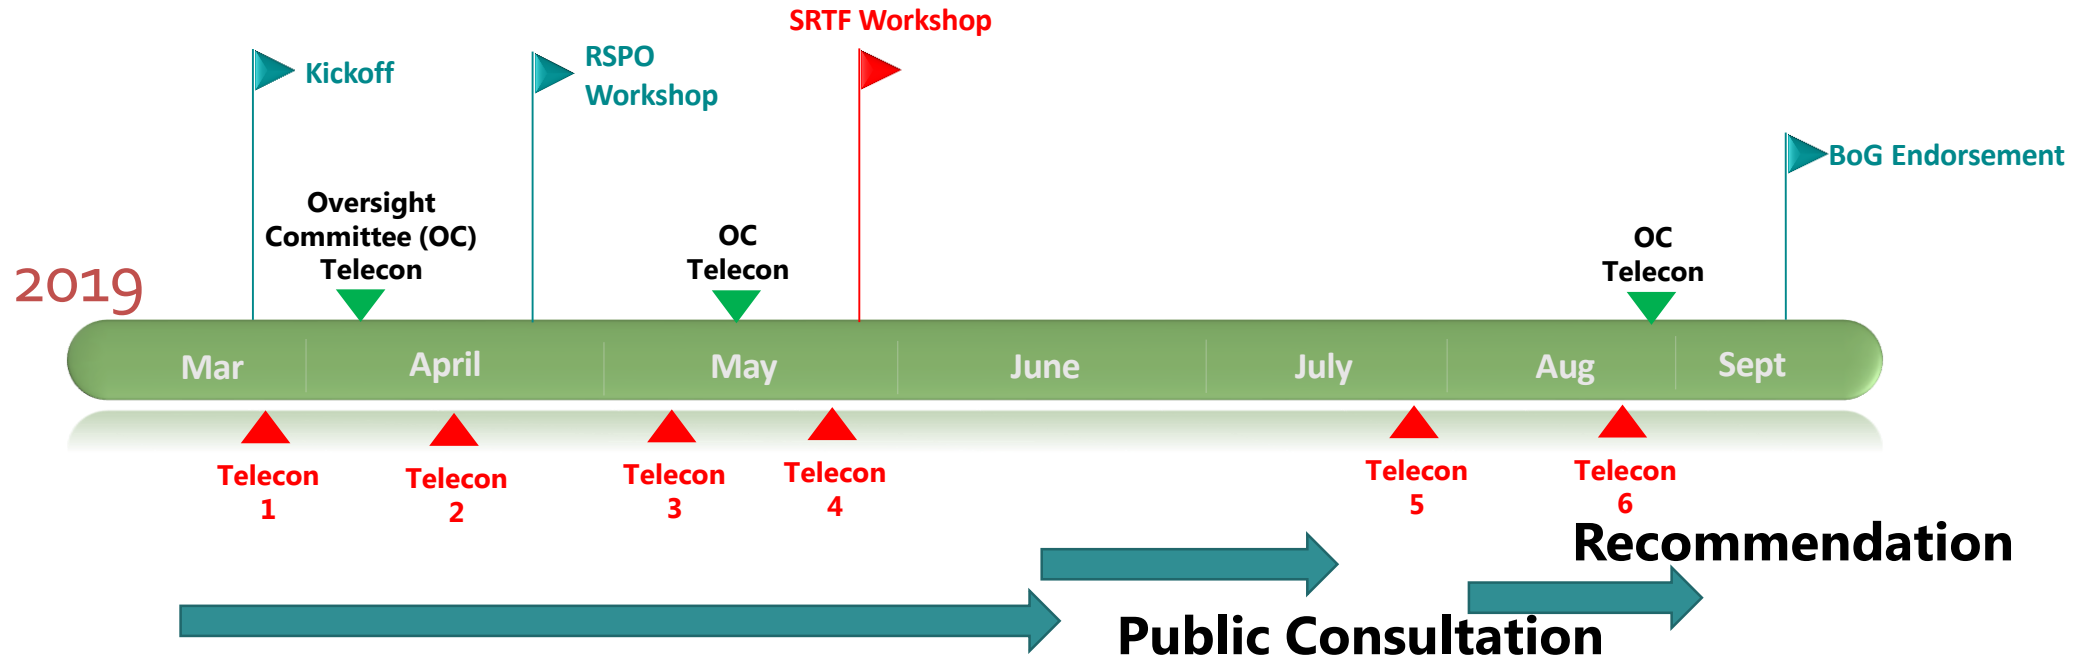 SRTF Workshop
Kickoff
RSPO
Workshop
BoG Endorsement
Oversight
Committee (OC)
Telecon
OC
Telecon
OC
Telecon
2019
Mar
April
May
June
July
Aug
Sept
Telecon
1
Telecon
2
Telecon
3
Telecon
4
Telecon
5
Telecon
6
Recommendation
Public Consultation